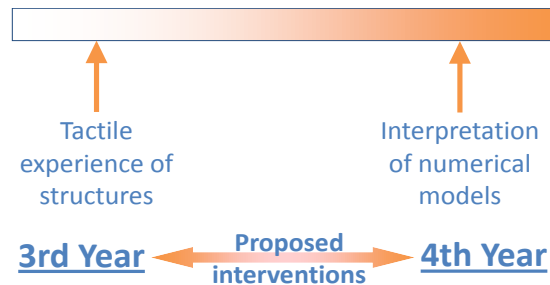 Tactile
experience of
structures
Interpretation
of numerical
models
3rd Year
Proposed
interventions
4th Year